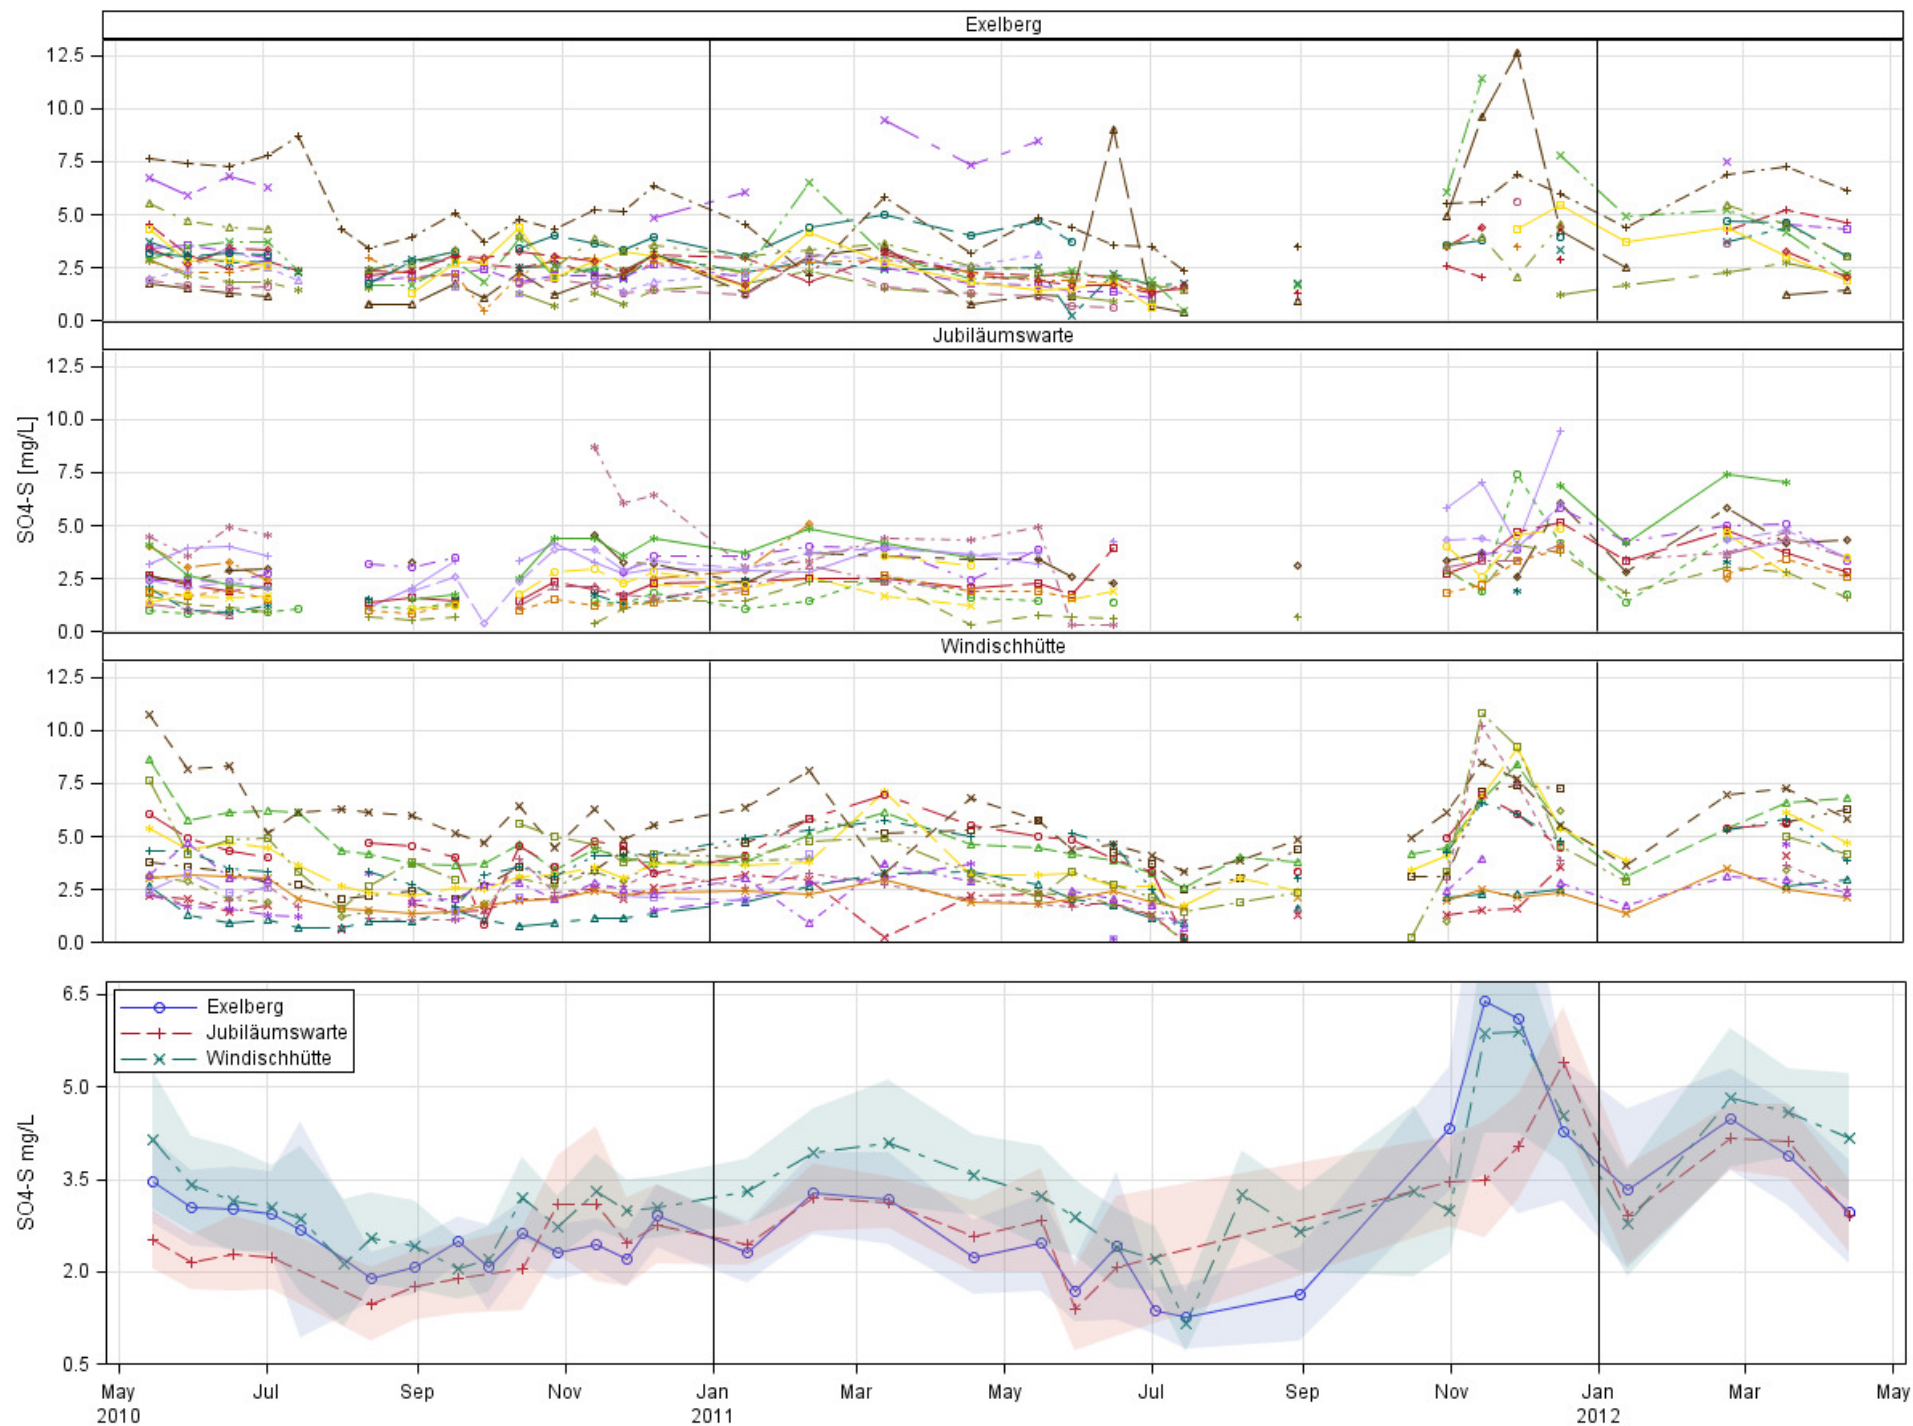 Exelberg
12.5
10.0
7.5
5.0
2.5
0.0
Jubiläumswarte
12.5
10.0
7.5
5.0
2.5
0.0
SO4-S [mg/L]
Windischhütte
12.5
10.0
7.5
5.0
2.5
0.0
6.5
5.0
3.5
2.0
0.5
SO4-S mg/L
Exelberg
Jubiläumswarte
Windischhütte
May Jul Sep Nov Jan Mar May Jul Sep Nov Jan Mar May
2010 2011 2012